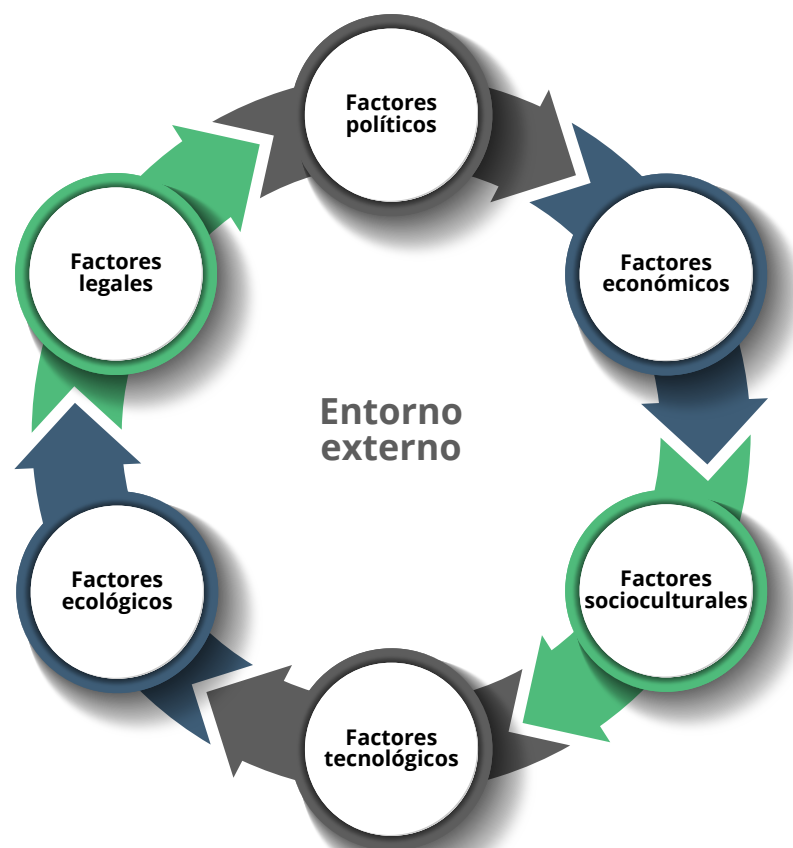 Factores
políticos
Factores
económicos
Factores
socioculturales
Factores
tecnológicos
Factores
ecológicos
Factores
legales
Entorno
externo